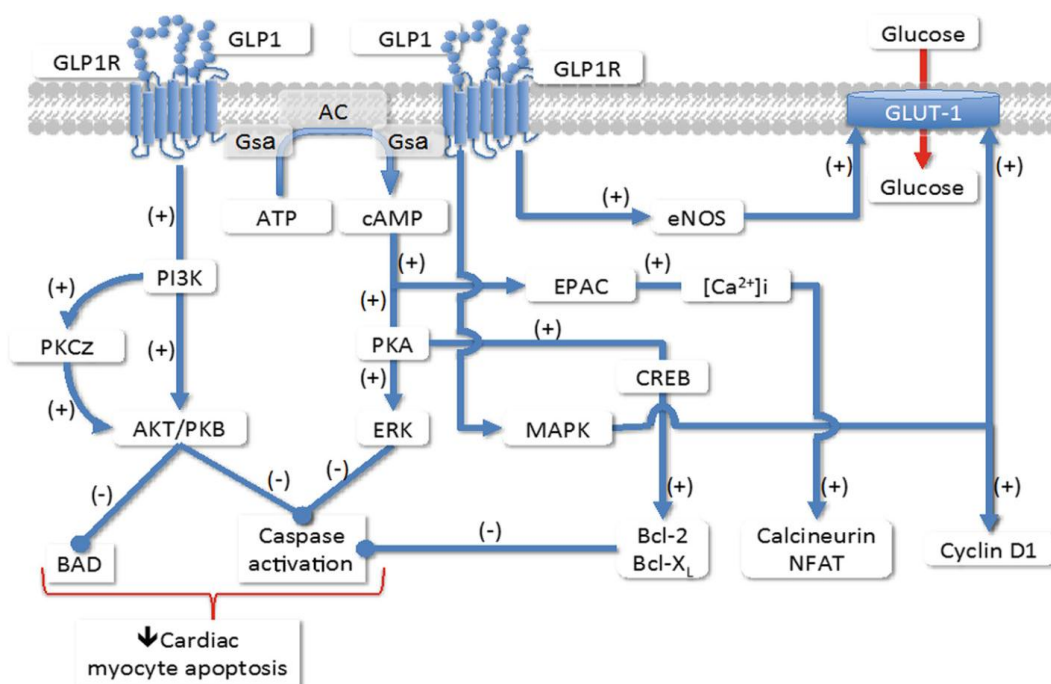 GLP1
GLP1R
GLP1
GLP1R
Glucose
AC
Gsa
Gsa
GLUT-1
(+)
(+)
Glucose
(+)
(+)
ATP
cAMP
eNOS
(+)
(+)
PI3K
(+)
EPAC
[Ca²⁺]i
(+)
(+)
PKCz
(+)
PKA
(+)
CREB
(+)
(+)
AKT/PKB
ERK
MAPK
(-)
(-)
(-)
(+)
(+)
(+)
BAD
Caspase
activation
(-)
Bcl-2
Bcl-X_L
Calcineurin
NFAT
Cyclin D1
🡇Cardiac
myocyte apoptosis